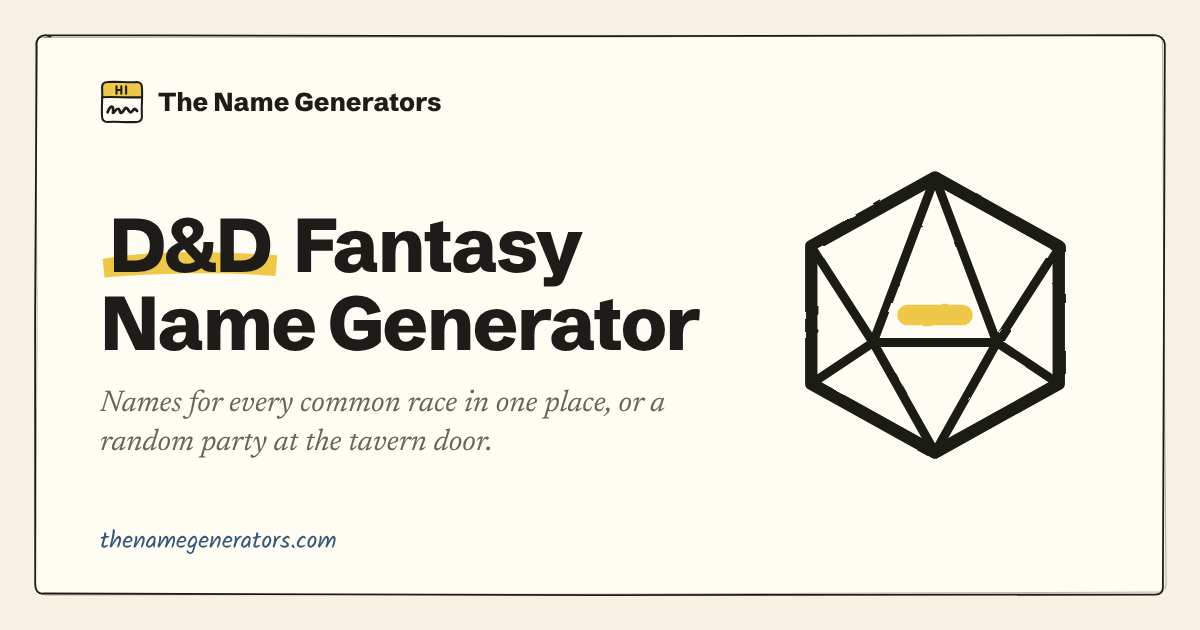 HI
The Name Generators
D&D Fantasy
Name Generator
Names for every common race in one place, or a
random party at the tavern door.
thenamegenerators.com